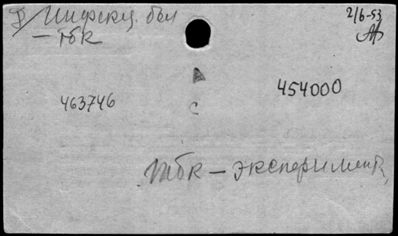 Инфекц. бол
2/6-53
- тбк
454000
463746
с
тбк - эксперимент,